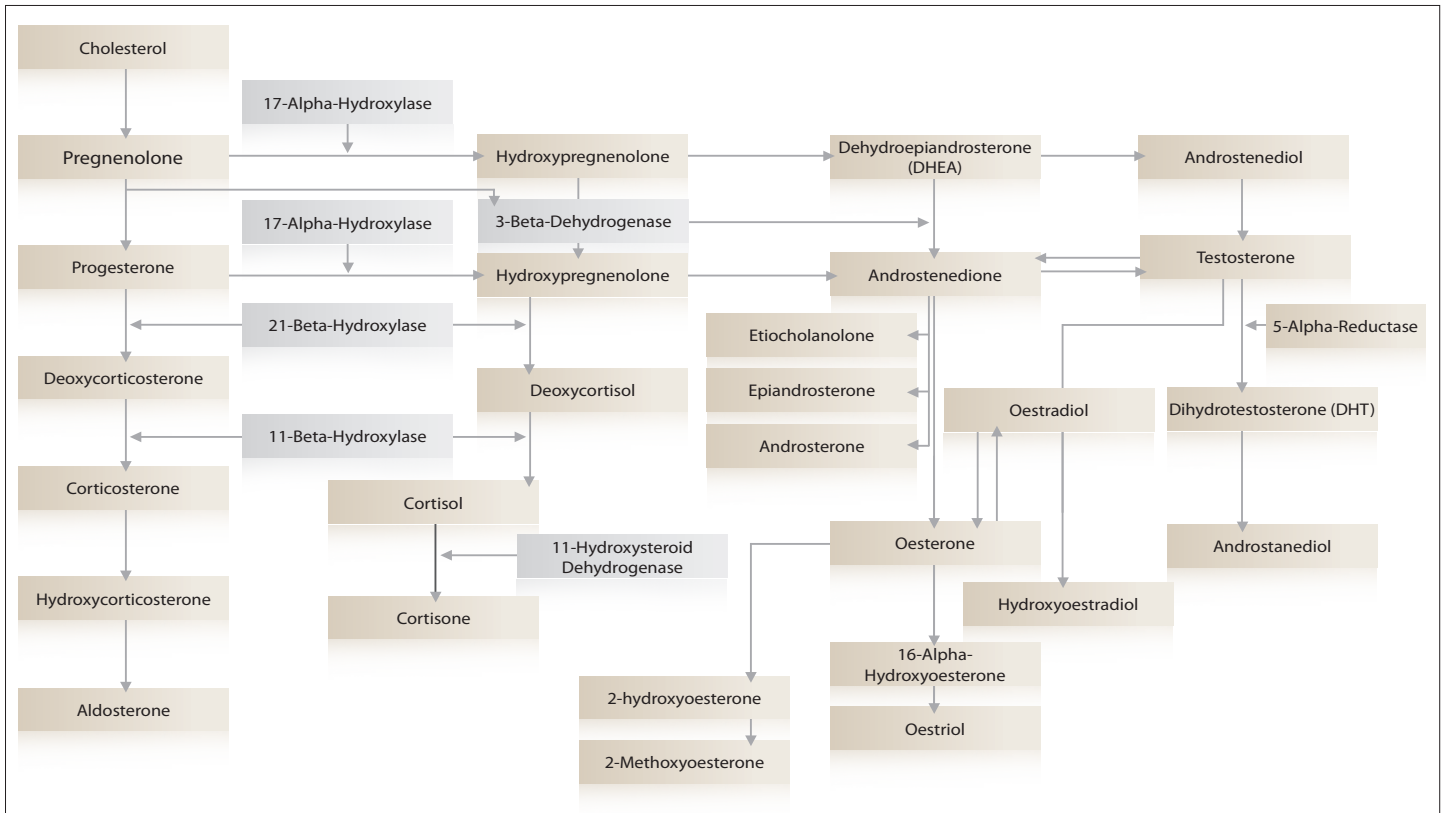 Cholesterol
17-Alpha-Hydroxylase
Pregnenolone
Hydroxypregnenolone
Dehydroepiandrosterone
(DHEA)
Androstenediol
17-Alpha-Hydroxylase
3-Beta-Dehydrogenase
Progesterone
Hydroxypregnenolone
Androstenedione
Testosterone
21-Beta-Hydroxylase
Etiocholanolone
5-Alpha-Reductase
Deoxycorticosterone
Deoxycortisol
Epiandrosterone
Oestradiol
Dihydrotestosterone (DHT)
11-Beta-Hydroxylase
Androsterone
Corticosterone
Cortisol
11-Hydroxysteroid
Dehydrogenase
Oesterone
Androstanediol
Hydroxycorticosterone
Cortisone
Hydroxyoestradiol
16-Alpha-
Hydroxyoesterone
2-hydroxyoesterone
Aldosterone
Oestriol
2-Methoxyoesterone